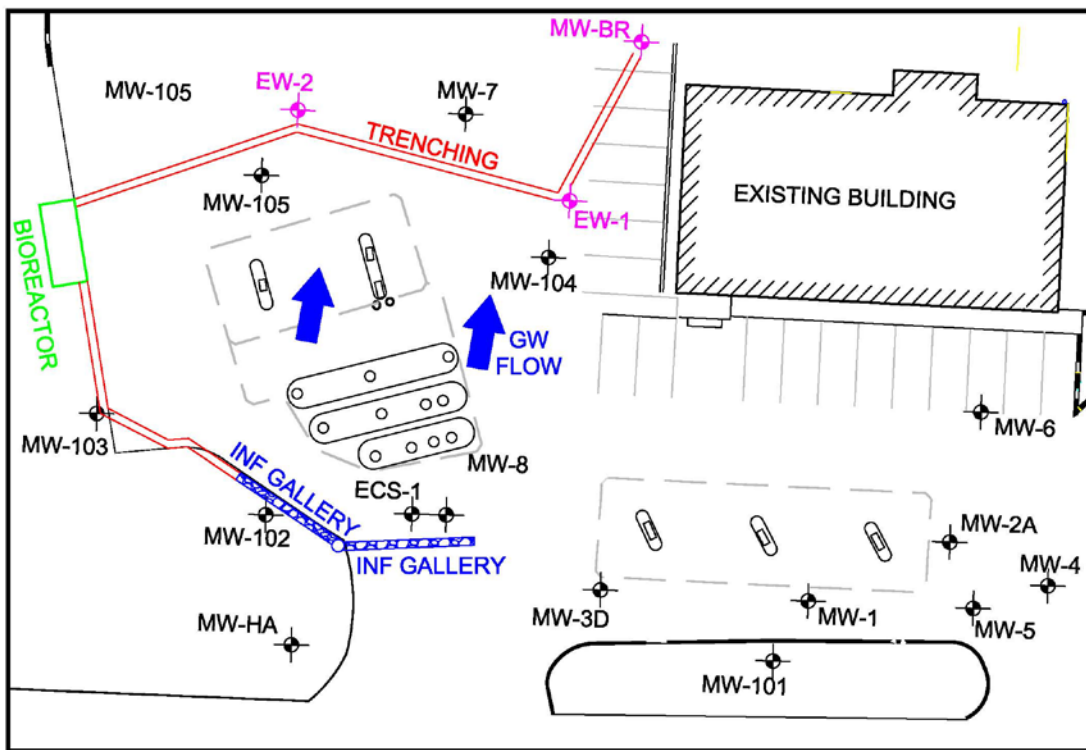 MW-BR
EW-2
MW-105
MW-7
TRENCHING
MW-105
EXISTING BUILDING
EW-1
BIOREACTOR
MW-104
GW
FLOW
MW-103
MW-6
INF GALLERY
MW-8
ECS-1
MW-102
INF GALLERY
MW-2A
MW-4
MW-3D
MW-1
MW-5
MW-HA
MW-101